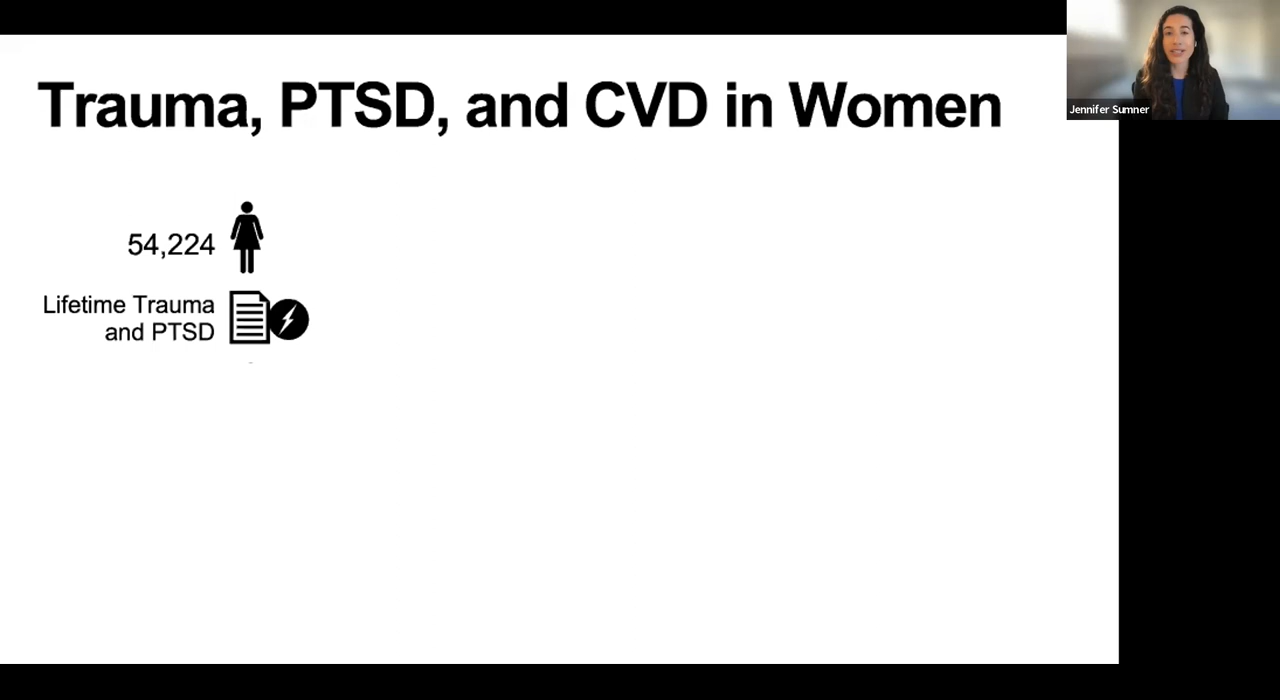 Trauma, PTSD, and CVD in Women
Jennifer Sumner
54,224
Lifetime Trauma
and PTSD